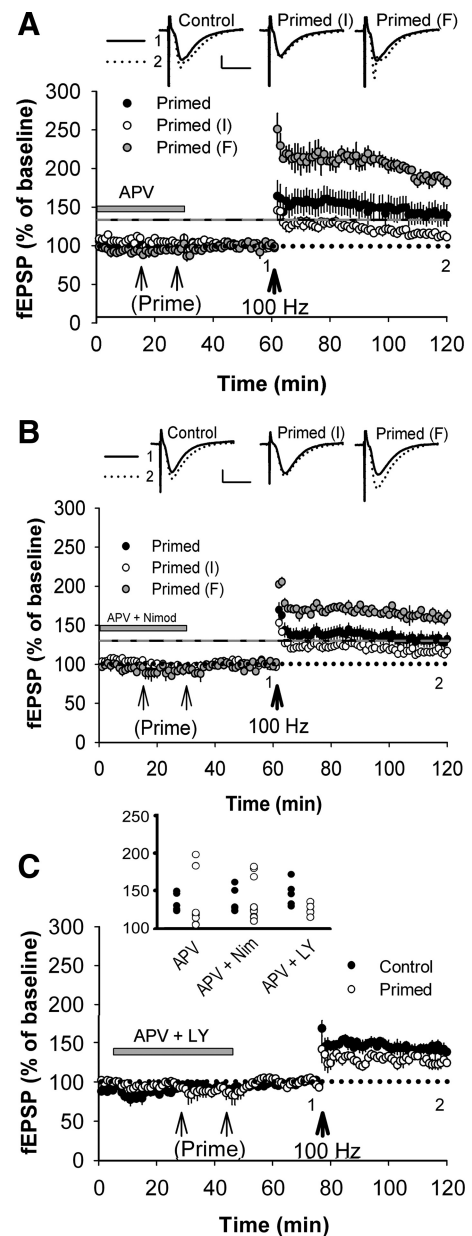 A
Control
Primed (I)
Primed (F)
1
2
300
250
200
150
100
50
0
fEPSP (% of baseline)
Primed
Primed (I)
Primed (F)
APV
(Prime)
1
100 Hz
2
0 20 40 60 80 100 120
Time (min)
B
Control
Primed (I)
Primed (F)
1
2
300
250
200
150
100
50
0
fEPSP (% of baseline)
Primed
Primed (I)
Primed (F)
APV + Nimod
(Prime)
1
100 Hz
2
0 20 40 60 80 100 120
Time (min)
C
250
200
150
100
APV
APV + Nim
APV + LY
300
250
200
150
100
50
0
fEPSP (% of baseline)
Control
Primed
APV + LY
(Prime)
1
100 Hz
2
0 20 40 60 80 100 120
Time (min)